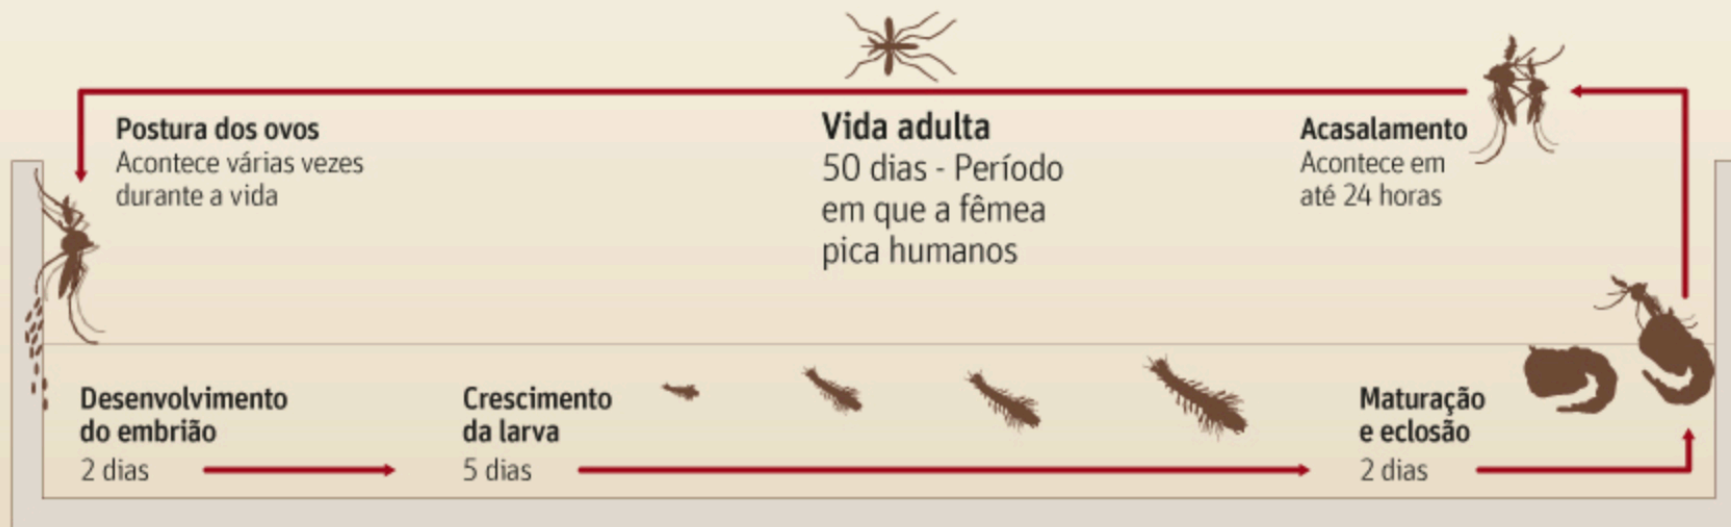 Postura dos ovos
Acontece várias vezes
durante a vida
Vida adulta
50 dias - Período
em que a fêmea
pica humanos
Acasalamento
Acontece em
até 24 horas
Desenvolvimento
do embrião
2 dias
Crescimento
da larva
5 dias
Maturação
e eclosão
2 dias